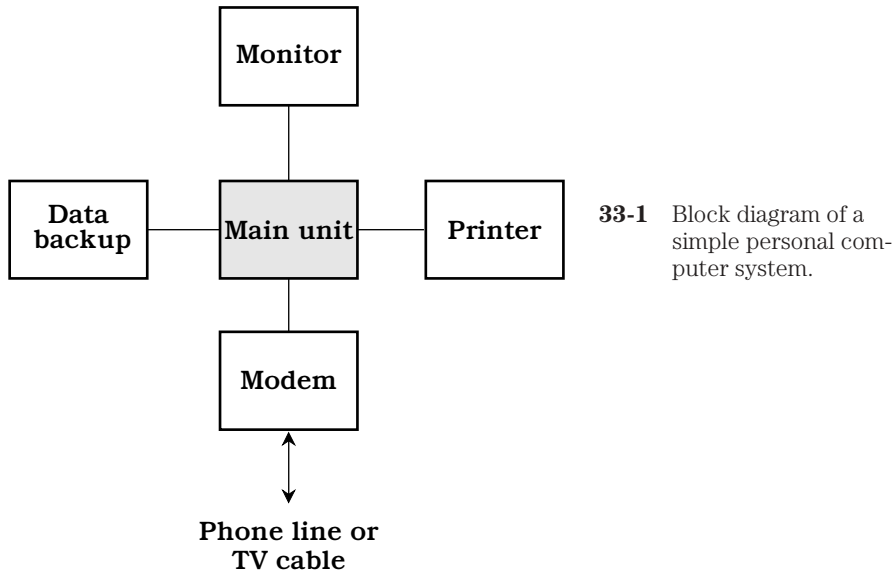 Monitor
Data
backup
Main unit
Printer
33-1 Block diagram of a
simple personal com-
puter system.
Modem
Phone line or
TV cable